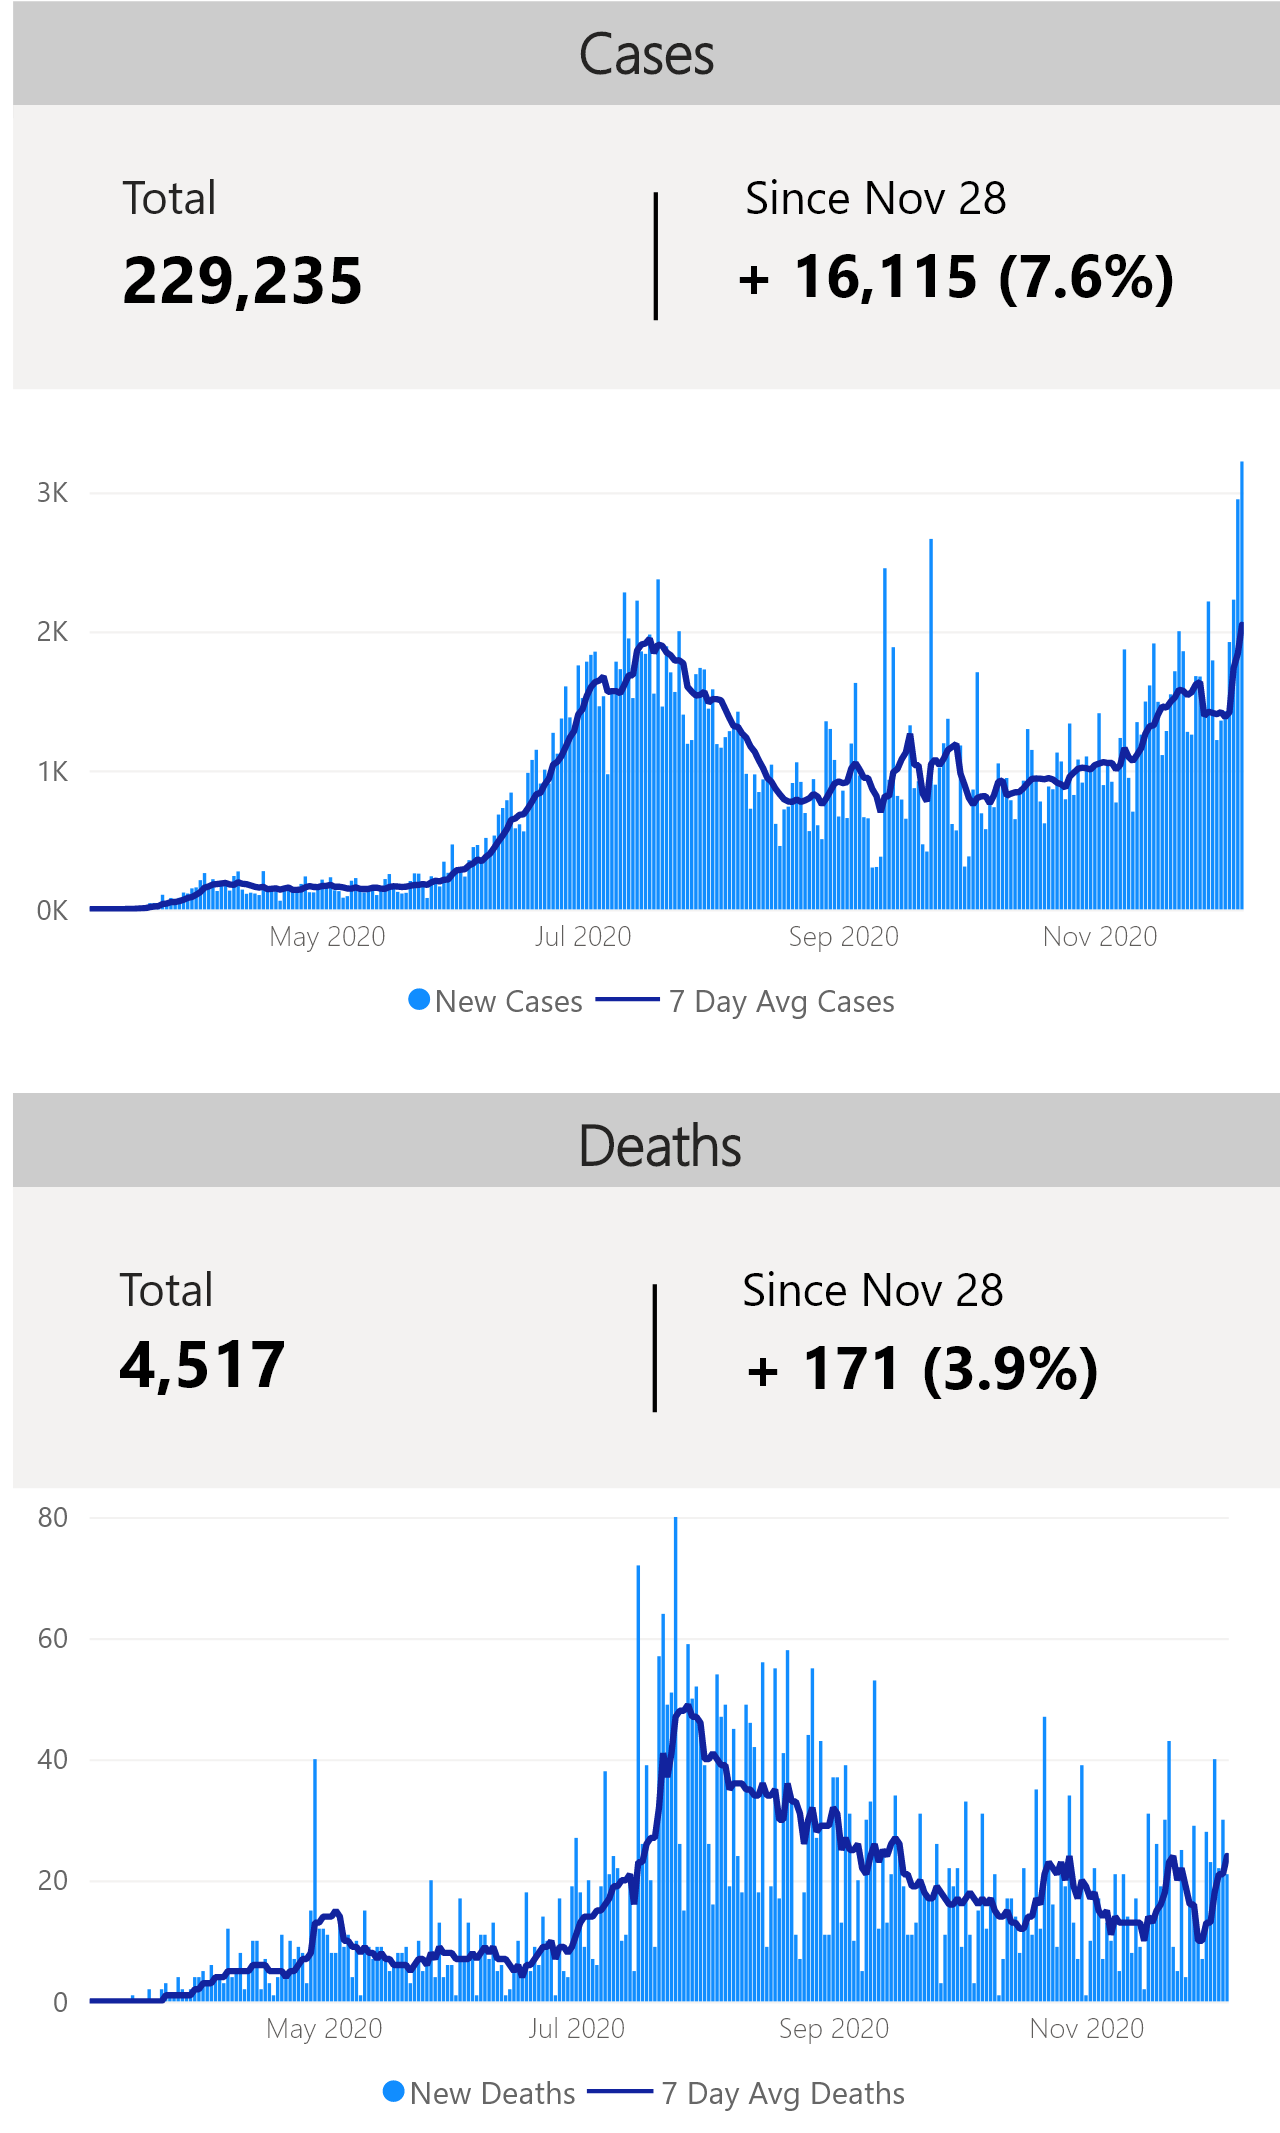 Cases
Total
Since Nov 28
229,235
+ 16,115 (7.6%)
3K
2K
1K
0K
May 2020
Jul 2020
Sep 2020
Nov 2020
New Cases
7 Day Avg Cases
Deaths
Total
Since Nov 28
4,517
+ 171 (3.9%)
80
60
40
20
0
May 2020
Jul 2020
Sep 2020
Nov 2020
New Deaths
7 Day Avg Deaths